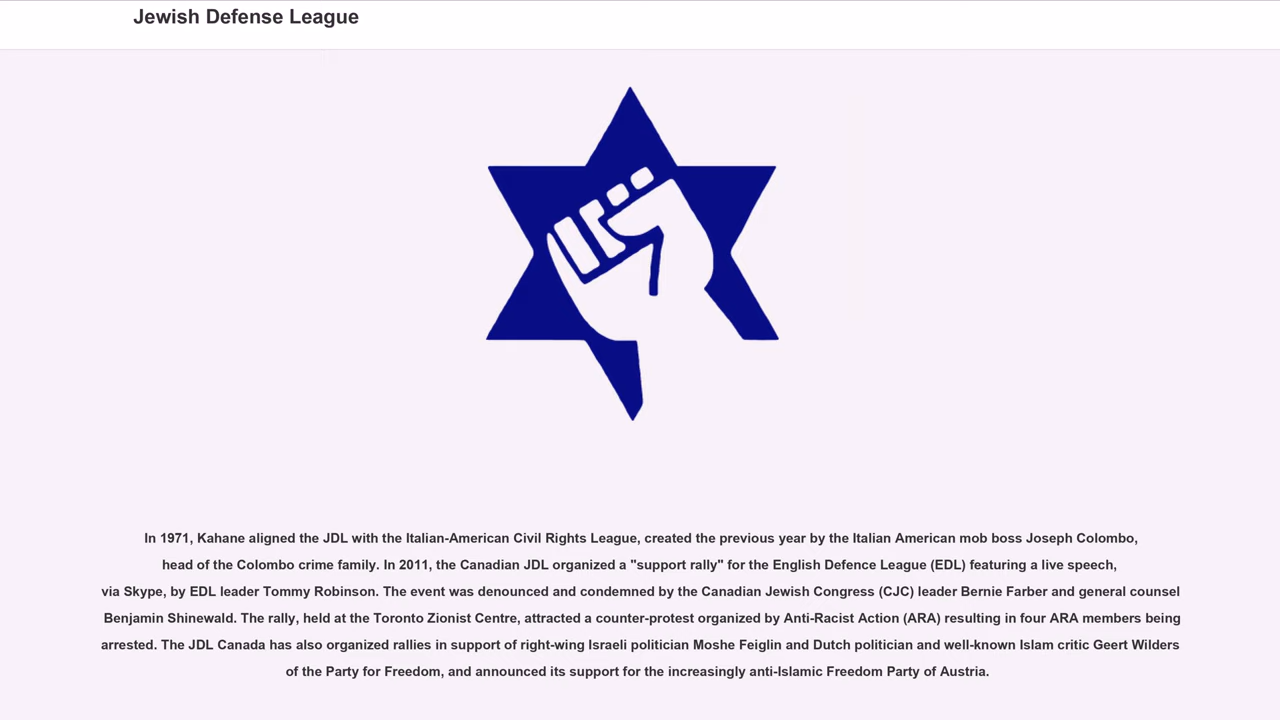 Jewish Defense League
In 1971, Kahane aligned the JDL with the Italian-American Civil Rights League, created the previous year by the Italian American mob boss Joseph Colombo,
head of the Colombo crime family. In 2011, the Canadian JDL organized a "support rally" for the English Defence League (EDL) featuring a live speech,
via Skype, by EDL leader Tommy Robinson. The event was denounced and condemned by the Canadian Jewish Congress (CJC) leader Bernie Farber and general counsel
Benjamin Shinewald. The rally, held at the Toronto Zionist Centre, attracted a counter-protest organized by Anti-Racist Action (ARA) resulting in four ARA members being
arrested. The JDL Canada has also organized rallies in support of right-wing Israeli politician Moshe Feiglin and Dutch politician and well-known Islam critic Geert Wilders
of the Party for Freedom, and announced its support for the increasingly anti-Islamic Freedom Party of Austria.